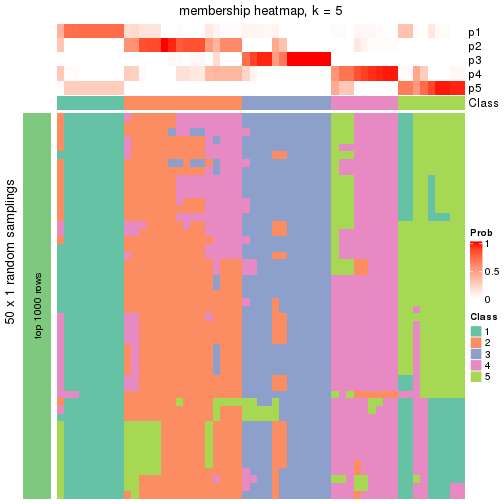 membership heatmap, k = 5
p1
p2
p3
p4
p5
Class
50 x 1 random samplings
top 1000 rows
Prob
1
0.5
0
Class
1
2
3
4
5